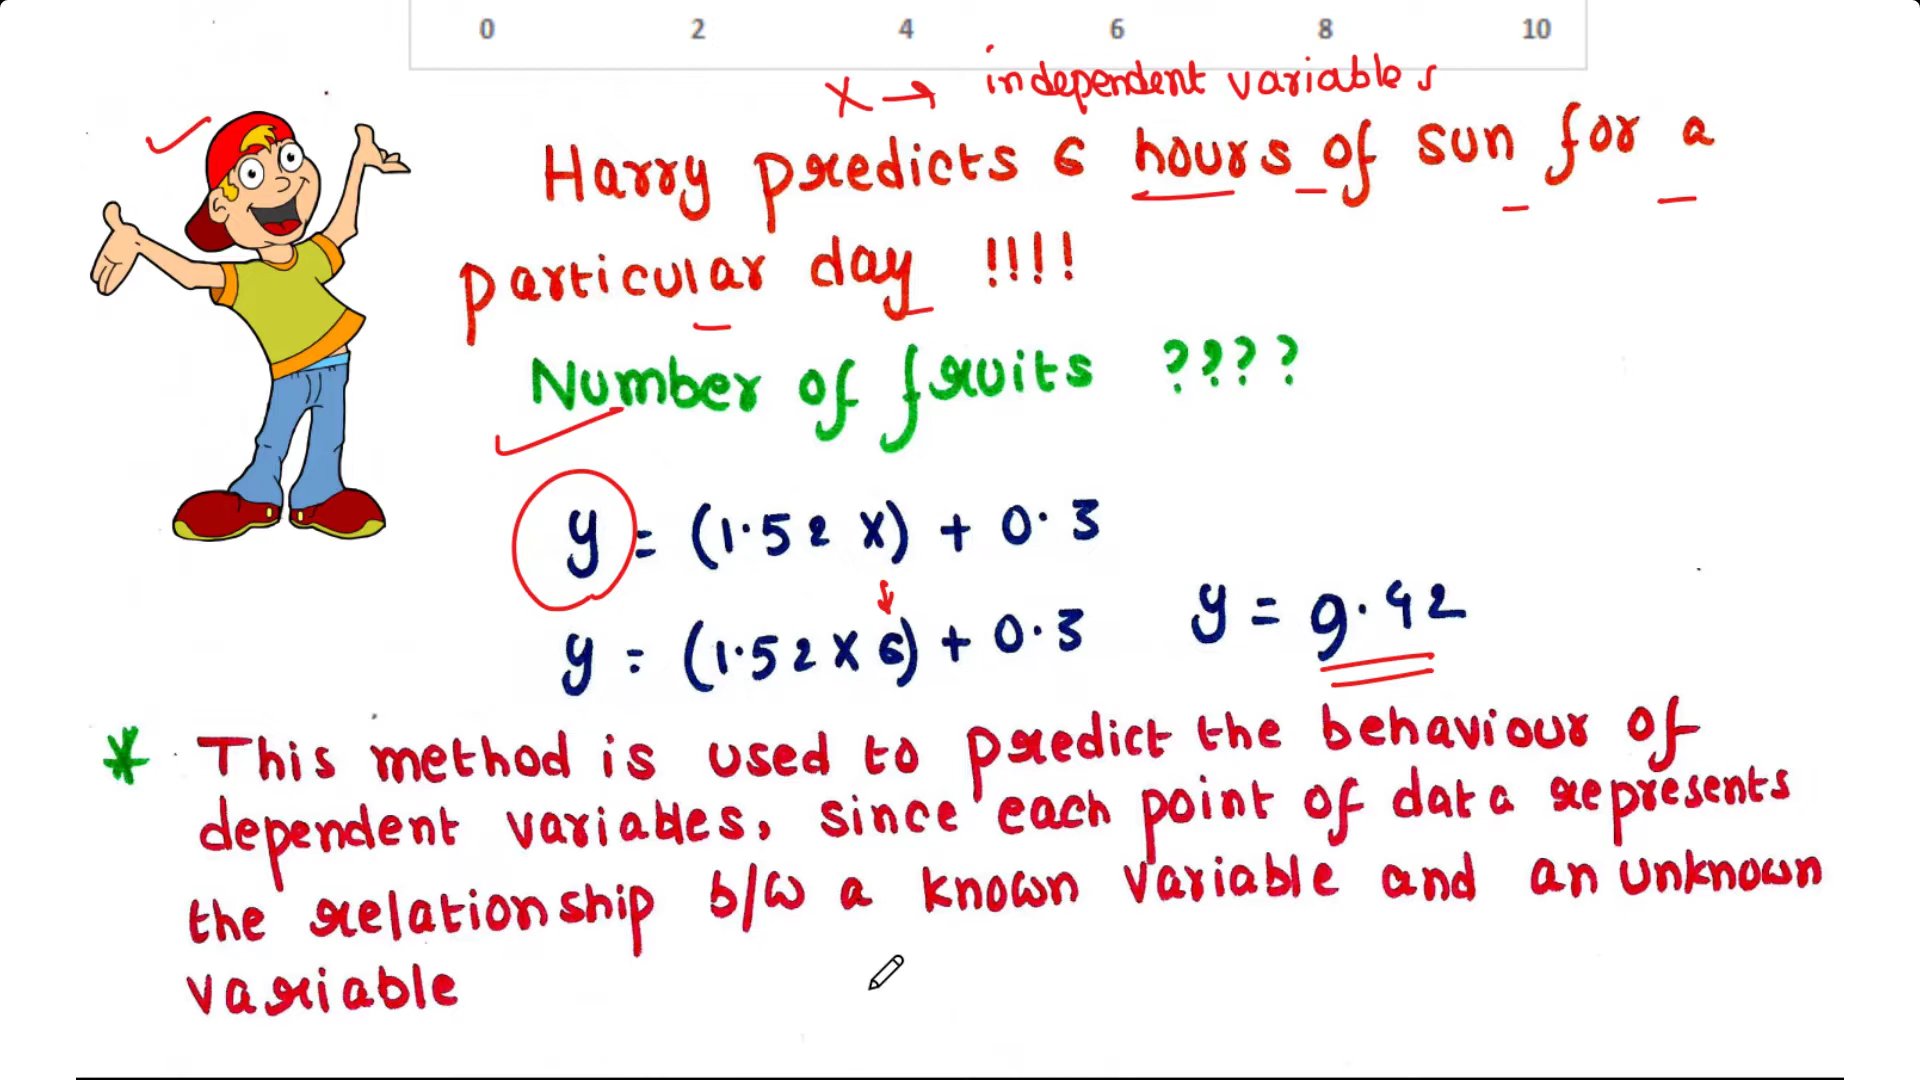 0 2 4 6 8 10
X → independent variables
Harry predicts 6 hours of sun for a
particular day !!!!
Number of fruits ????
y = (1.52 X) + 0.3
y = (1.52 X 6) + 0.3 y = 9.42
* This method is used to predict the behaviour of
dependent variables, since each point of data represents
the relationship b/w a known variable and an unknown
variable